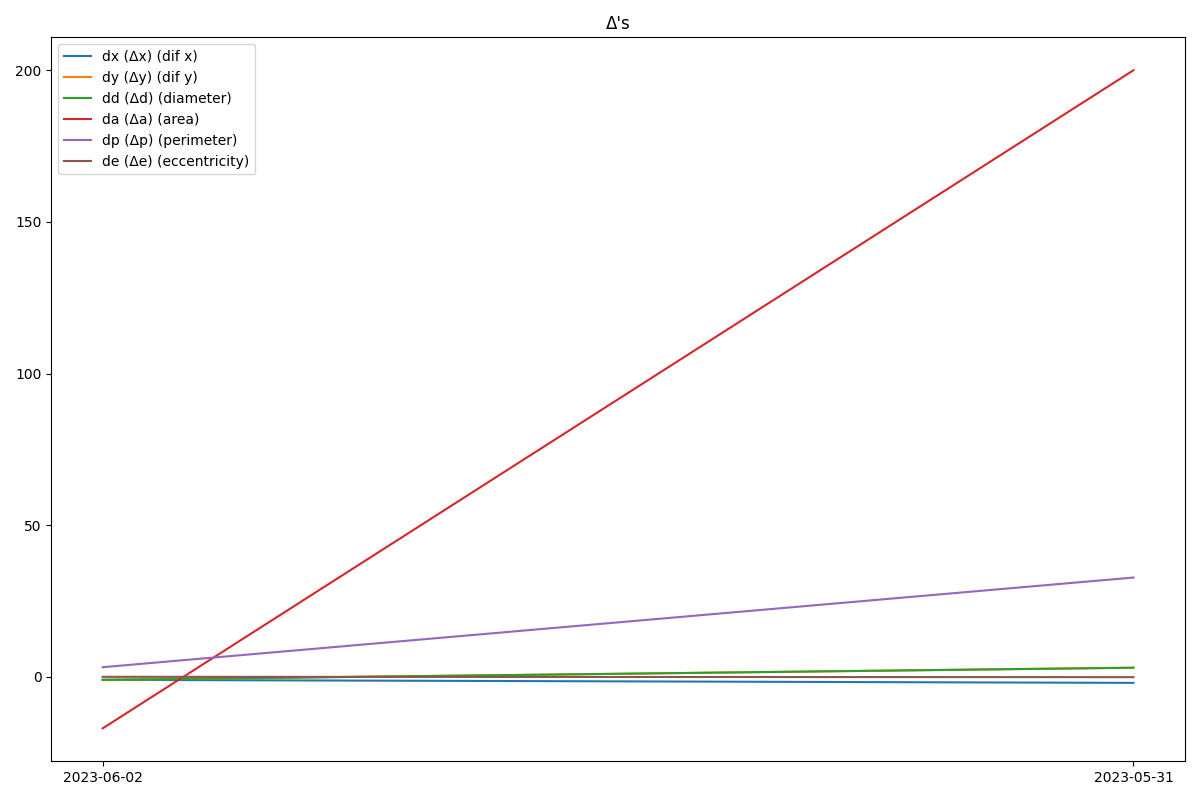 Δ's
dx (Δx) (dif x)
dy (Δy) (dif y)
dd (Δd) (diameter)
da (Δa) (area)
dp (Δp) (perimeter)
de (Δe) (eccentricity)
200
150
100
50
0
2023-06-02
2023-05-31